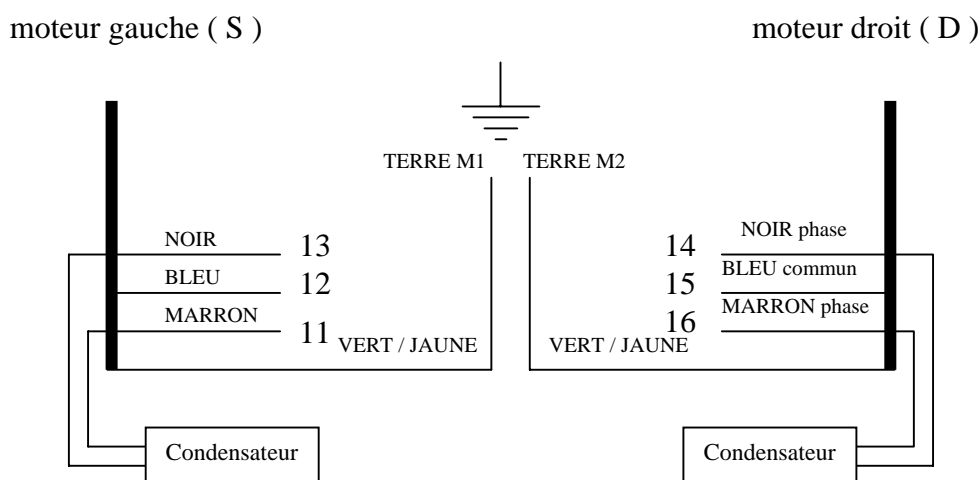 moteur gauche ( S )
moteur droit ( D )
TERRE M1
TERRE M2
NOIR
13
BLEU
12
MARRON
11
VERT / JAUNE
14
NOIR phase
15
BLEU commun
16
MARRON phase
VERT / JAUNE
Condensateur
Condensateur